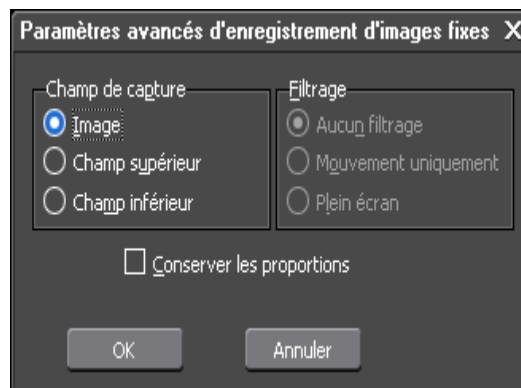 Paramètres avancés d'enregistrement d'images fixes X
Champ de capture
Image
Champ supérieur
Champ inférieur
Filtrage
Aucun filtrage
Mouvement uniquement
Plein écran
Conserver les proportions
OK
Annuler